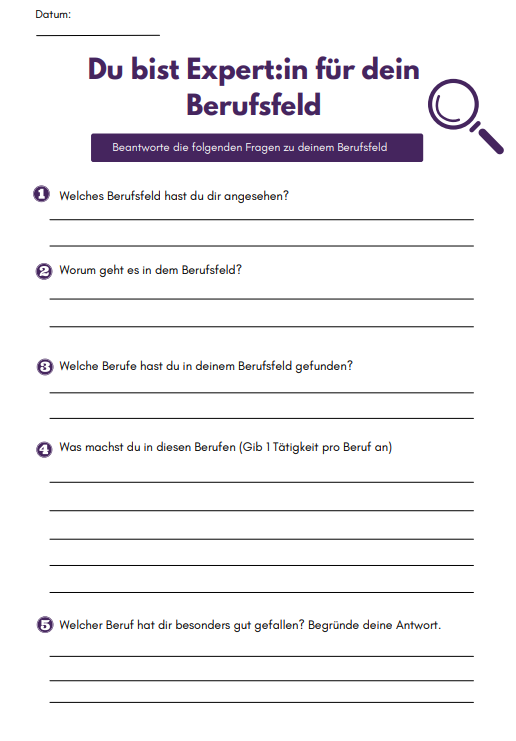 Datum:
Du bist Expert:in für dein
Berufsfeld
Beantworte die folgenden Fragen zu deinem Berufsfeld
1 Welches Berufsfeld hast du dir angesehen?
2 Worum geht es in dem Berufsfeld?
3 Welche Berufe hast du in deinem Berufsfeld gefunden?
4 Was machst du in diesen Berufen (Gib 1 Tätigkeit pro Beruf an)
5 Welcher Beruf hat dir besonders gut gefallen? Begründe deine Antwort.